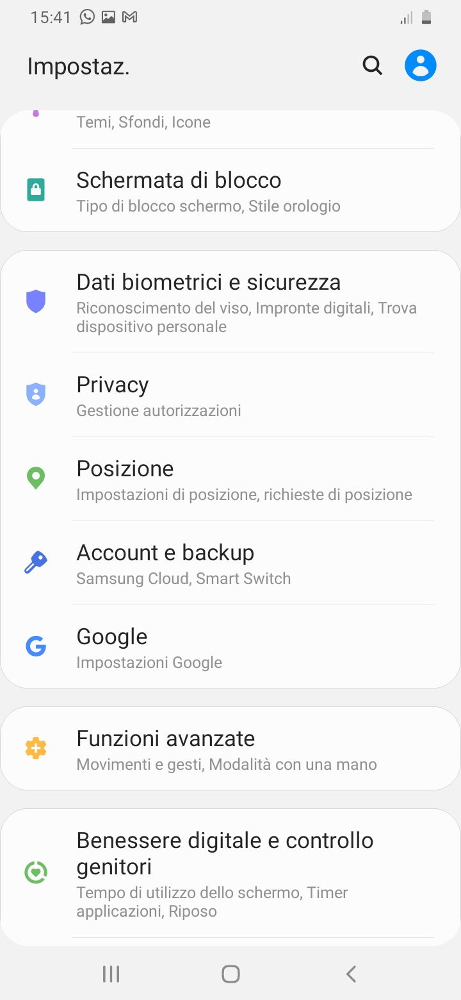 15:41
Impostaz.
Temi, Sfondi, Icone
Schermata di blocco
Tipo di blocco schermo, Stile orologio
Dati biometrici e sicurezza
Riconoscimento del viso, Impronte digitali, Trova
dispositivo personale
Privacy
Gestione autorizzazioni
Posizione
Impostazioni di posizione, richieste di posizione
Account e backup
Samsung Cloud, Smart Switch
Google
Impostazioni Google
Funzioni avanzate
Movimenti e gesti, Modalità con una mano
Benessere digitale e controllo
genitori
Tempo di utilizzo dello schermo, Timer
applicazioni, Riposo